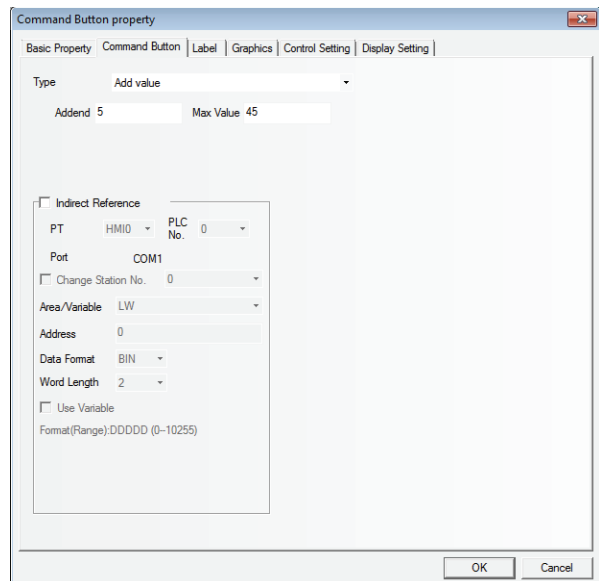 Command Button property
Basic Property Command Button Label Graphics Control Setting Display Setting
Type Add value
Addend 5 Max Value 45
Indirect Reference
PT HMI0 PLC No. 0
Port COM1
Change Station No. 0
Area/Variable LW
Address 0
Data Format BIN
Word Length 2
Use Variable
Format(Range):DDDDD (0~10255)
OK Cancel